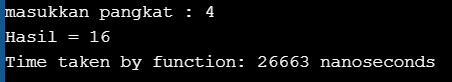 masukkan pangkat : 4
Hasil = 16
Time taken by function: 26663 nanoseconds